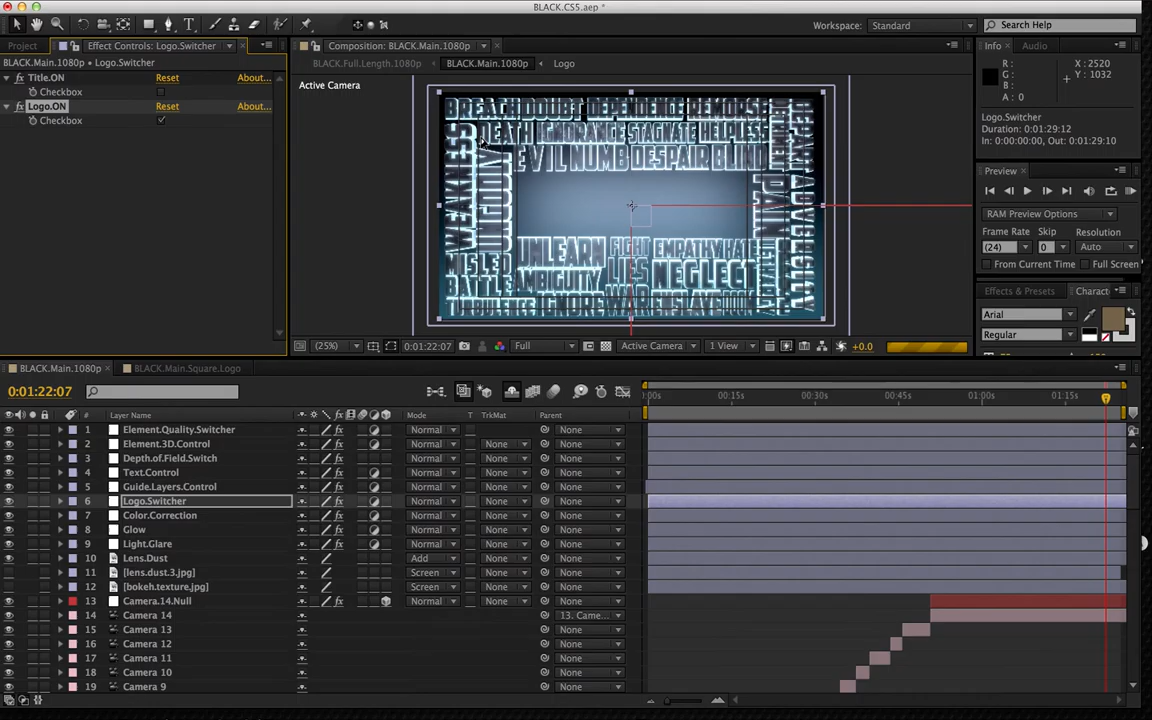 BLACK.CS5.aep *
Workspace: Standard
Search Help
Project
Effect Controls: Logo.Switcher
BLACK.Main.1080p • Logo.Switcher
Title.ON Reset About...
Checkbox
Logo.ON Reset About...
Checkbox
Composition: BLACK.Main.1080p
BLACK.Full.Length.1080p BLACK.Main.1080p Logo
Active Camera
BREATH DOUBT DEPENDENCE REMORSE
DEATH IGNORANCE STAGNATE HELPLESS
EVIL NUMB DESPAIR BLIND
WEAKNESS
PAIN
UNLEARN FIGHT EMPATHY HATE
MISLED AMBIGUITY LIES NEGLECT
BATTLE
TURBULENCE IGNORE WAR ENSLAVE
(25%) 0:01:22:07 Full Active Camera 1 View +0.0
Info Audio
R : X : 2520
G : Y : 1032
B :
A : 0
Logo.Switcher
Duration: 0:01:29:12
In: 0:00:00:00, Out: 0:01:29:10
Preview
RAM Preview Options
Frame Rate Skip Resolution
(24) 0 Auto
From Current Time Full Screen
Effects & Presets Charact
Arial
Regular
BLACK.Main.1080p BLACK.Main.Square.Logo
0:01:22:07
:00s 00:15s 00:30s 00:45s 01:00s 01:15s
# Layer Name Mode T TrkMat Parent
1 Element.Quality.Switcher Normal None
2 Element.3D.Control Normal None None
3 Depth.of.Field.Switch Normal None None
4 Text.Control Normal None None
5 Guide.Layers.Control Normal None None
6 Logo.Switcher Normal None None
7 Color.Correction Normal None None
8 Glow Normal None None
9 Light.Glare Normal None None
10 Lens.Dust Add None None
11 [lens.dust.3.jpg] Screen None None
12 [bokeh.texture.jpg] Screen None None
13 Camera.14.Null Normal None None
14 Camera 14 13. Came...
15 Camera 13 None
16 Camera 12 None
17 Camera 11 None
18 Camera 10 None
19 Camera 9 None